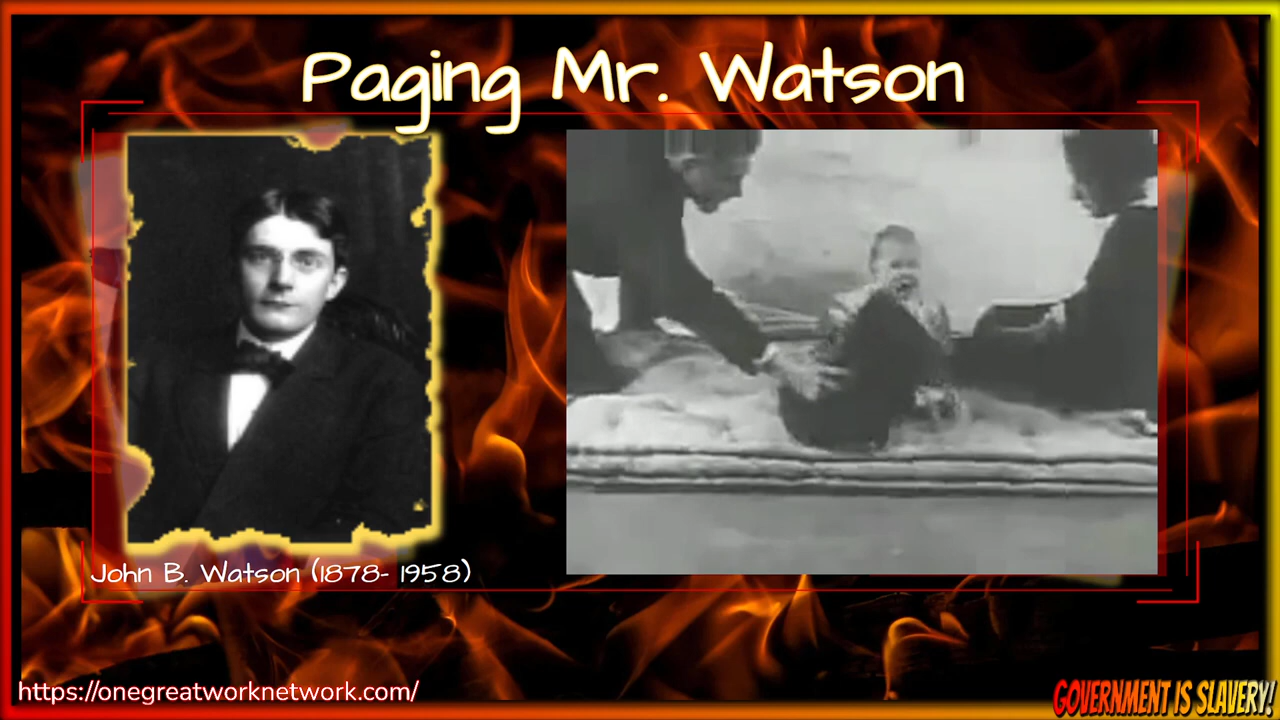 Paging Mr. Watson
John B. Watson (1878- 1958)
https://onegreatworknetwork.com/
GOVERNMENT IS SLAVERY!